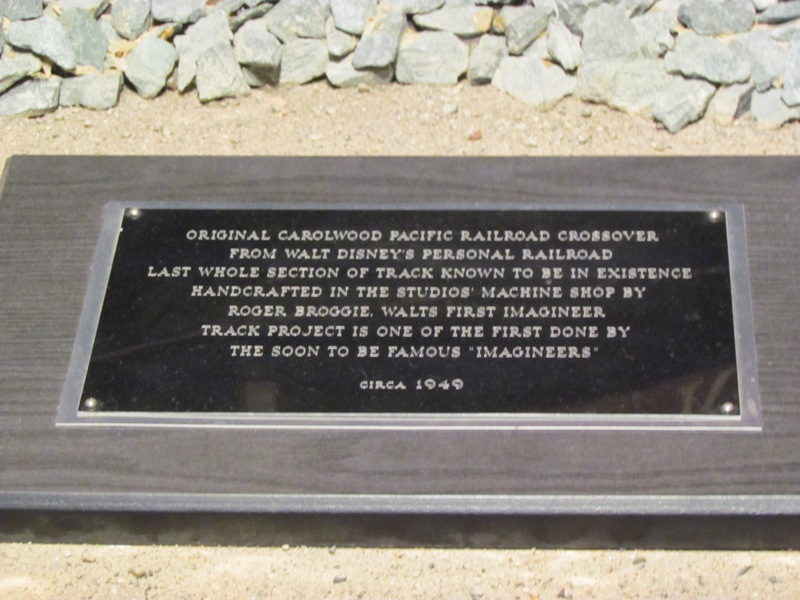 ORIGINAL CAROLWOOD PACIFIC RAILROAD CROSSOVER
FROM WALT DISNEY'S PERSONAL RAILROAD
LAST WHOLE SECTION OF TRACK KNOWN TO BE IN EXISTENCE
HANDCRAFTED IN THE STUDIOS' MACHINE SHOP BY
ROGER BROGGIE, WALTS FIRST IMAGINEER
TRACK PROJECT IS ONE OF THE FIRST DONE BY
THE SOON TO BE FAMOUS "IMAGINEERS"
CIRCA 1949